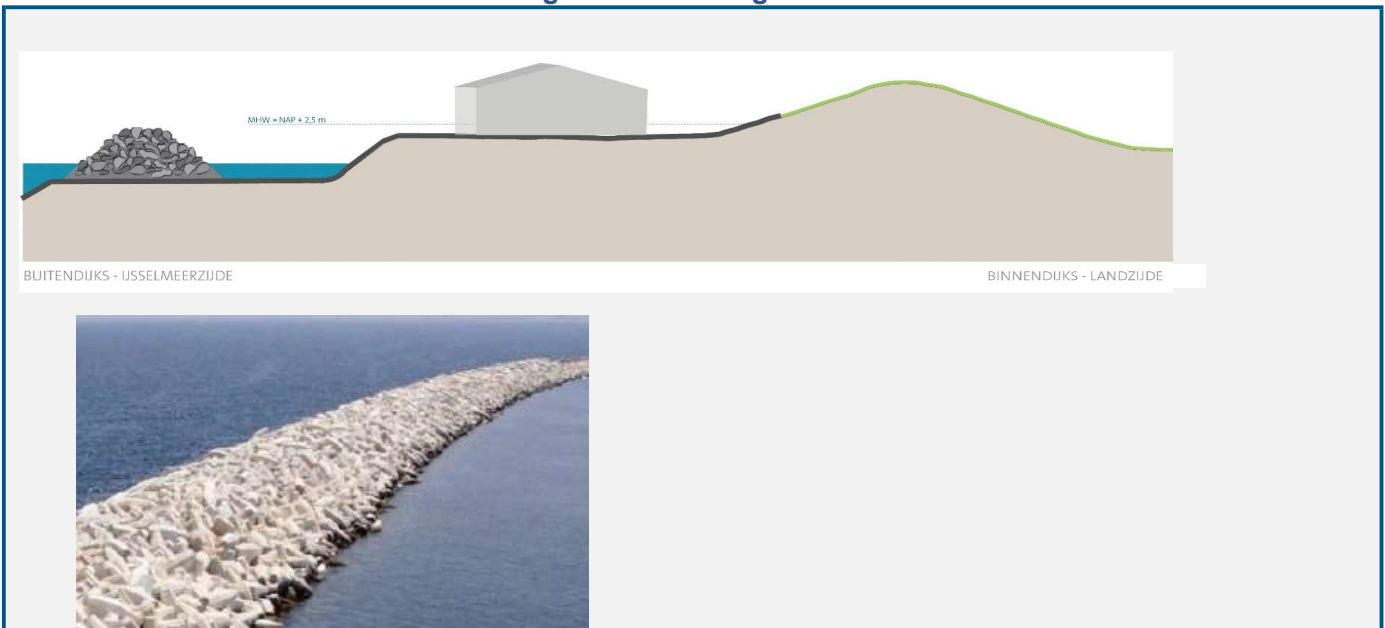 MHW = NAP + 2,5 m
BUITENDIJKS - IJSSELMEERZIJDE
BINNENDIJKS - LANDZIJDE